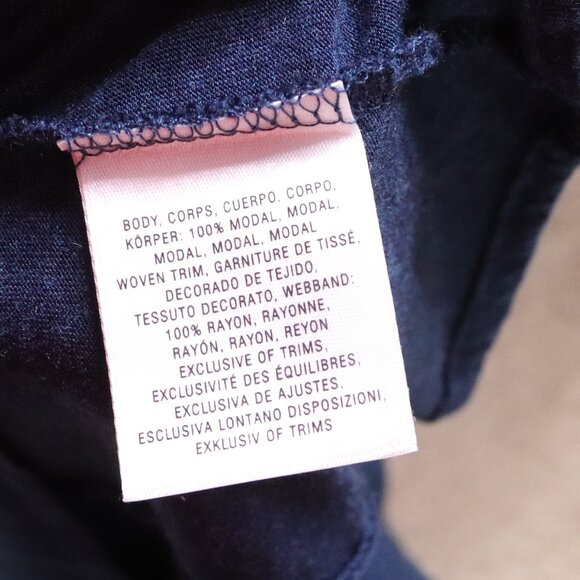 BODY, CORPS, CUERPO, CORPO,
KÖRPER: 100% MODAL, MODAL,
MODAL, MODAL, MODAL
WOVEN TRIM, GARNITURE DE TISSÉ,
DECORADO DE TEJIDO,
TESSUTO DECORATO, WEBBAND:
100% RAYON, RAYONNE,
RAYÓN, RAYON, REYON
EXCLUSIVE OF TRIMS,
EXCLUSIVITÉ DES ÉQUILIBRES,
EXCLUSIVA DE AJUSTES,
ESCLUSIVA LONTANO DISPOSIZIONI,
EXKLUSIV OF TRIMS